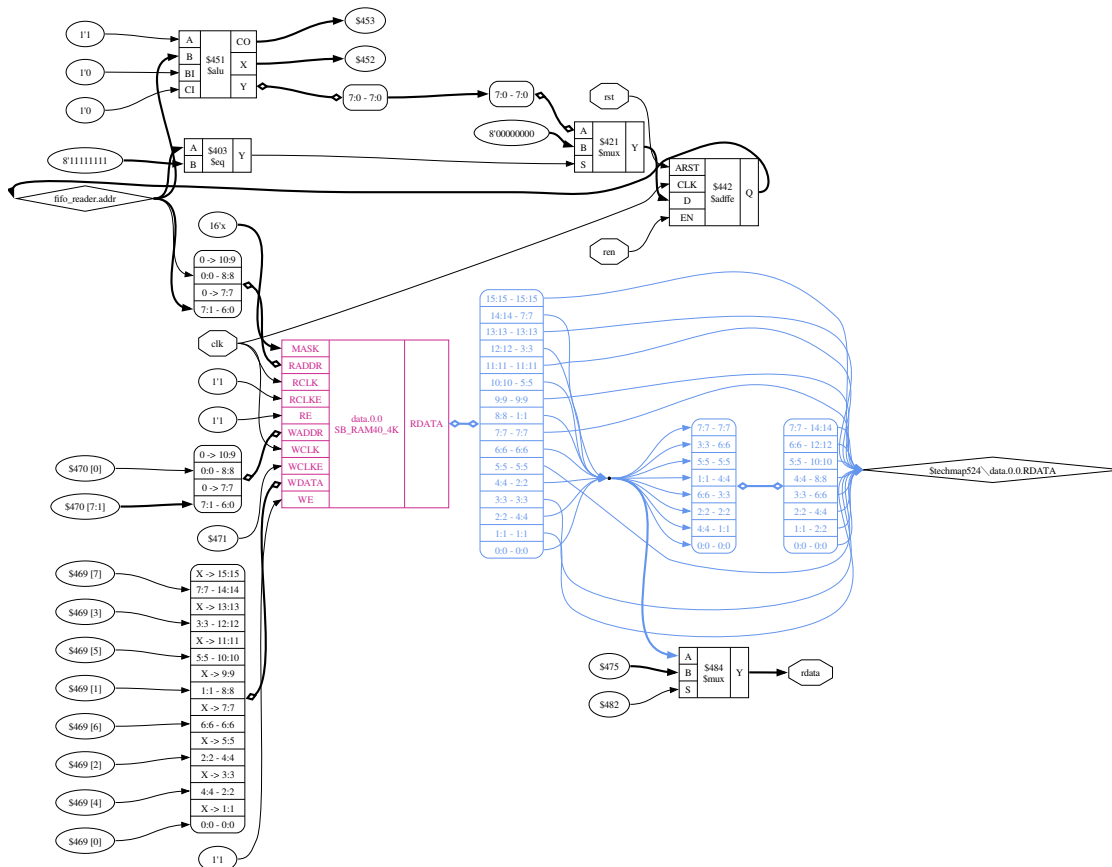 1'1
1'0
1'0
A
B
BI
CI
$451
$alu
CO
X
Y
$453
$452
7:0 - 7:0
7:0 - 7:0
8'00000000
A
B
S
$421
$mux
Y
rst
8'11111111
A
B
$403
$eq
Y
fifo_reader.addr
ARST
CLK
D
EN
$442
$adffe
Q
ren
16'x
0 -> 10:9
0:0 - 8:8
0 -> 7:7
7:1 - 6:0
clk
1'1
1'1
$470 [0]
$470 [7:1]
0 -> 10:9
0:0 - 8:8
0 -> 7:7
7:1 - 6:0
$471
MASK
RADDR
RCLK
RCLKE
RE
WADDR
WCLK
WCLKE
WDATA
WE
data.0.0
SB_RAM40_4K
RDATA
15:15 - 15:15
14:14 - 7:7
13:13 - 13:13
12:12 - 3:3
11:11 - 11:11
10:10 - 5:5
9:9 - 9:9
8:8 - 1:1
7:7 - 7:7
6:6 - 6:6
5:5 - 5:5
4:4 - 2:2
3:3 - 3:3
2:2 - 4:4
1:1 - 1:1
0:0 - 0:0
7:7 - 7:7
3:3 - 6:6
5:5 - 5:5
1:1 - 4:4
6:6 - 3:3
2:2 - 2:2
4:4 - 1:1
0:0 - 0:0
7:7 - 14:14
6:6 - 12:12
5:5 - 10:10
4:4 - 8:8
3:3 - 6:6
2:2 - 4:4
1:1 - 2:2
0:0 - 0:0
$techmap524\data.0.0.RDATA
$469 [7]
$469 [3]
$469 [5]
$469 [1]
$469 [6]
$469 [2]
$469 [4]
$469 [0]
X -> 15:15
7:7 - 14:14
X -> 13:13
3:3 - 12:12
X -> 11:11
5:5 - 10:10
X -> 9:9
1:1 - 8:8
X -> 7:7
6:6 - 6:6
X -> 5:5
2:2 - 4:4
X -> 3:3
4:4 - 2:2
X -> 1:1
0:0 - 0:0
1'1
$475
$482
A
B
S
$484
$mux
Y
rdata